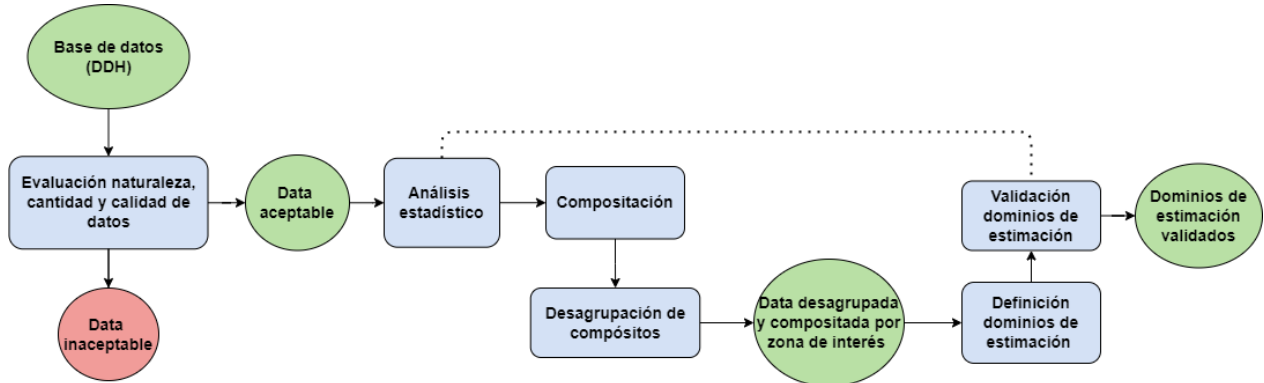 Base de datos
(DDH)
Evaluación naturaleza,
cantidad y calidad de
datos
Data
aceptable
Data
inaceptable
Análisis
estadístico
Compositación
Desagrupación de
compósitos
Data desagrupada
y compositada por
zona de interés
Definición
dominios de
estimación
Validación
dominios de
estimación
Dominios de
estimación
validados